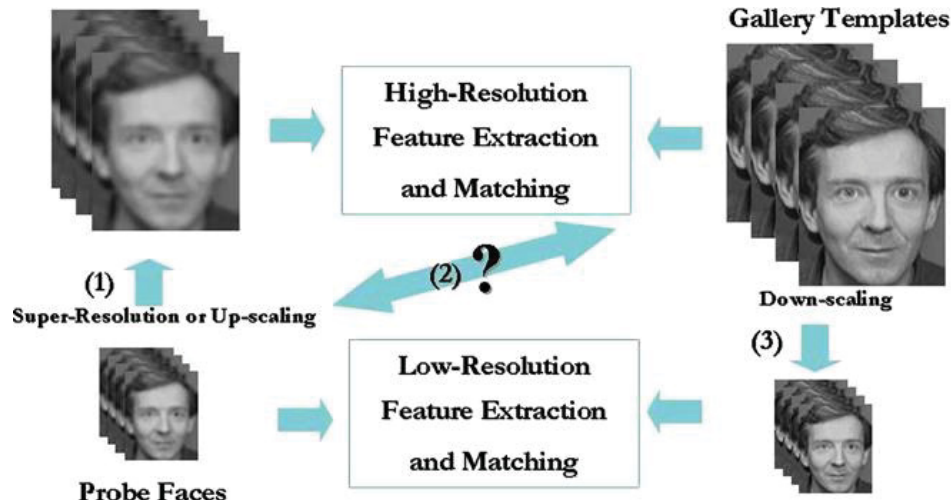 Gallery Templates
High-Resolution
Feature Extraction
and Matching
(1)
(2)
?
Super-Resolution or Up-scaling
Down-scaling
(3)
Low-Resolution
Feature Extraction
and Matching
Probe Faces